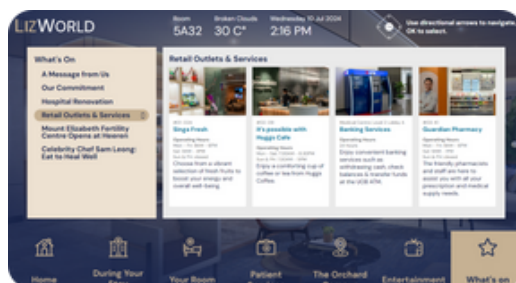 LIZWORLD
Room
5A32
Broken Clouds
30 C°
Wednesday 10 Jul 2024
2:16 PM
Use directional arrows to navigate.
OK to select.
What's On
A Message from Us
Our Commitment
Hospital Renovation
Retail Outlets & Services
Mount Elizabeth Fertility
Centre Opens at Heeren
Celebrity Chef Sam Leong:
Eat to Heal Well
Retail Outlets & Services
Singa Fresh
Operating Hours
Choose from a vibrant
selection of fresh fruits to
boost your energy and
overall well-being.
It's possible with
Huggs Cafe
Operating Hours
Enjoy a comforting cup of
coffee or tea from Huggs
Coffee.
Banking Services
Operating Hours
24 hours
Enjoy convenient banking
services such as
withdrawing cash, check
balances & transfer funds
at the UOB ATM.
Guardian Pharmacy
Operating Hours
The friendly pharmacists
and staff are here to
assist you with all your
prescription and medical
supply needs.
Home
During Your
Your Room
Patient
The Orchard
Entertainment
What's on